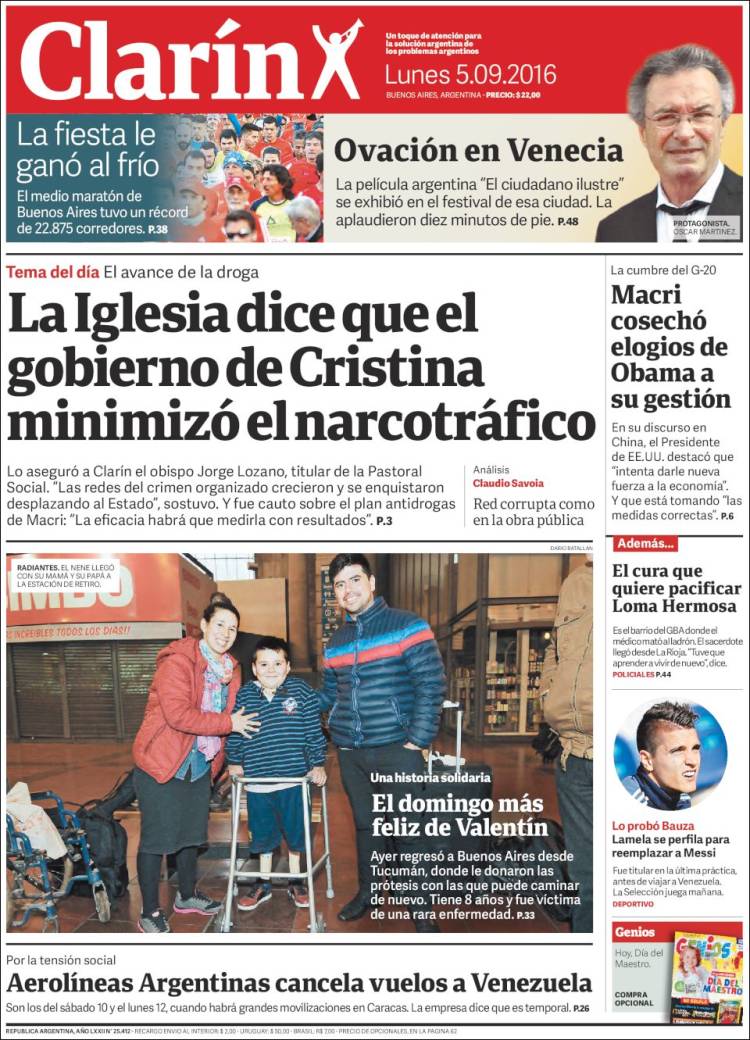 Clarín
Un toque de atención para
la solución argentina de
los problemas argentinos
Lunes 5.09.2016
BUENOS AIRES, ARGENTINA - PRECIO: $ 22,00
La fiesta le
ganó al frío
El medio maratón de
Buenos Aires tuvo un récord
de 22.875 corredores. P.38
Ovación en Venecia
La película argentina "El ciudadano ilustre"
se exhibió en el festival de esa ciudad. La
aplaudieron diez minutos de pie. P.48
PROTAGONISTA.
OSCAR MARTINEZ.
Tema del día El avance de la droga
La Iglesia dice que el
gobierno de Cristina
minimizó el narcotráfico
Lo aseguró a Clarín el obispo Jorge Lozano, titular de la Pastoral
Social. "Las redes del crimen organizado crecieron y se enquistaron
desplazando al Estado", sostuvo. Y fue cauto sobre el plan antidrogas
de Macri: "La eficacia habrá que medirla con resultados". P.3
Análisis
Claudio Savoia
Red corrupta como
en la obra pública
La cumbre del G-20
Macri
cosechó
elogios de
Obama a
su gestión
En su discurso en
China, el Presidente
de EE.UU. destacó que
"intenta darle nueva
fuerza a la economía".
Y que está tomando "las
medidas correctas". P.6
DARIO BATALLAN
RADIANTES. EL NENE LLEGÓ
CON SU MAMÁ Y SU PAPÁ A
LA ESTACIÓN DE RETIRO.
IMBO
INCREIBLES TODOS LOS DIAS!!
Una historia solidaria
El domingo más
feliz de Valentín
Ayer regresó a Buenos Aires desde
Tucumán, donde le donaron las
prótesis con las que puede caminar
de nuevo. Tiene 8 años y fue víctima
de una rara enfermedad. P.33
Además...
El cura que
quiere pacificar
Loma Hermosa
Es el barrio del GBA donde el
médico mató al ladrón. El sacerdote
llegó desde La Rioja. "Tuve que
aprender a vivir de nuevo", dice.
POLICIALES P.44
Lo probó Bauza
Lamela se perfila para
reemplazar a Messi
Fue titular en la última práctica,
antes de viajar a Venezuela.
La Selección juega mañana.
DEPORTIVO
Genios
Hoy, Día del
Maestro.
COMPRA
OPCIONAL
GENIOS
DÍA DEL
MAESTRO
Por la tensión social
Aerolíneas Argentinas cancela vuelos a Venezuela
Son los del sábado 10 y el lunes 12, cuando habrá grandes movilizaciones en Caracas. La empresa dice que es temporal. P.26
REPUBLICA ARGENTINA, AÑO LXXII N° 25.412 - RECARGO ENVIO AL INTERIOR: $ 2,00 - URUGUAY: $ 50,00 - BRASIL: R$ 7,00 - PRECIO DE OPCIONALES, EN LA PAGINA 62